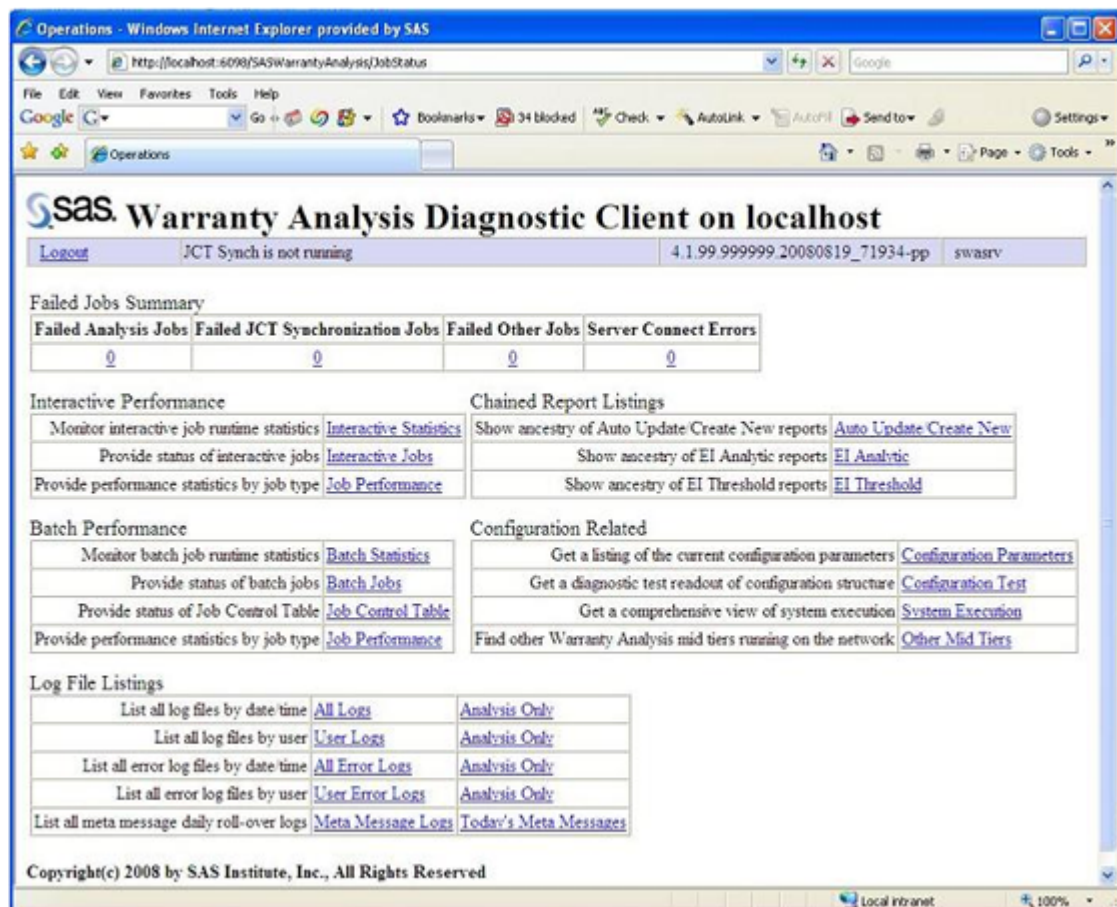 Operations - Windows Internet Explorer provided by SAS
http://localhost:6098/SASWarrantyAnalysis/JobStatus
Google
File Edit View Favorites Tools Help
Google G Go Bookmarks 34 blocked Check AutoLink AutoFill Send to Settings
Operations Page Tools
sas. Warranty Analysis Diagnostic Client on localhost
Logout JCT Synch is not running 4.1.99.999999.20080819_71934-pp swasrv
Failed Jobs Summary
Failed Analysis Jobs Failed JCT Synchronization Jobs Failed Other Jobs Server Connect Errors
0 0 0 0
Interactive Performance
Monitor interactive job runtime statistics Interactive Statistics
Provide status of interactive jobs Interactive Jobs
Provide performance statistics by job type Job Performance
Chained Report Listings
Show ancestry of Auto Update/Create New reports Auto Update/Create New
Show ancestry of EI Analytic reports EI Analytic
Show ancestry of EI Threshold reports EI Threshold
Batch Performance
Monitor batch job runtime statistics Batch Statistics
Provide status of batch jobs Batch Jobs
Provide status of Job Control Table Job Control Table
Provide performance statistics by job type Job Performance
Configuration Related
Get a listing of the current configuration parameters Configuration Parameters
Get a diagnostic test readout of configuration structure Configuration Test
Get a comprehensive view of system execution System Execution
Find other Warranty Analysis mid tiers running on the network Other Mid Tiers
Log File Listings
List all log files by date/time All Logs Analysis Only
List all log files by user User Logs Analysis Only
List all error log files by date/time All Error Logs Analysis Only
List all error log files by user User Error Logs Analysis Only
List all meta message daily roll-over logs Meta Message Logs Today's Meta Messages
Copyright(c) 2008 by SAS Institute, Inc., All Rights Reserved
Local intranet 100%